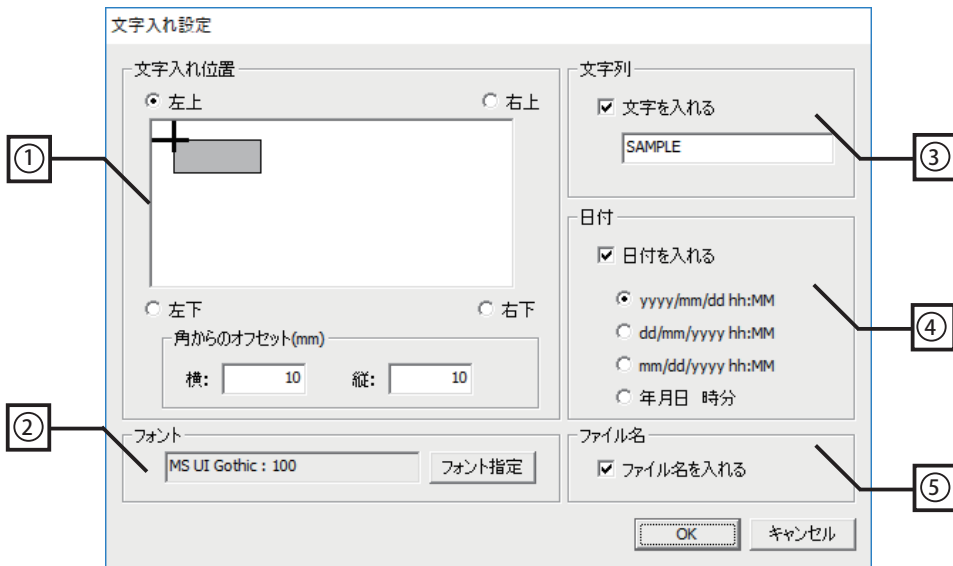 文字入れ設定
文字入れ位置
左上
右上
左下
右下
角からのオフセット(mm)
横: 10 縦: 10
フォント
MS UI Gothic : 100
フォント指定
文字列
文字を入れる
SAMPLE
日付
日付を入れる
yyyy/mm/dd hh:MM
dd/mm/yyyy hh:MM
mm/dd/yyyy hh:MM
年月日 時分
ファイル名
ファイル名を入れる
OK
キャンセル
①
②
③
④
⑤